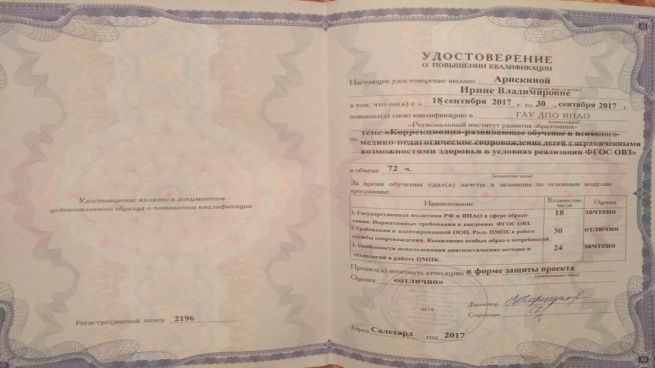 Удостоверение является документом
установленного образца о повышении квалификации
Регистрационный номер 2196
УДОСТОВЕРЕНИЕ
О ПОВЫШЕНИИ КВАЛИФИКАЦИИ
Настоящее удостоверение выдано Арискиной
Ирине Владимировне
в том, что он(а) с « 18 сентября 2017 г. по 30 сентября 2017 г.
повысил(а) свою квалификацию в ГАУ ДПО ЯНАО
«Региональный институт развития образования»
по теме «Коррекционно-развивающее обучение и психолого-
медико-педагогическое сопровождение детей с ограниченными
возможностями здоровья в условиях реализации ФГОС ОВЗ»
в объеме 72 ч.
За время обучения сдал(а) зачеты и экзамены по основным модулям
программы:
Наименование Количество часов Оценка
1. Государственная политика РФ и ЯНАО в сфере образо-
вания. Нормативные требования к введению ФГОС ОВЗ. 18 зачтено
2. Требования к адаптированной ООП. Роль ПМПК в работе
службы сопровождения. Выявление особых образ-х потребностей. 30 отлично
3. Особенности использования диагностических методик и
технологий в работе ЦМПК. 24 зачтено
Прошел(а) итоговую аттестацию в форме защиты проекта
Оценка «отлично»
Директор
Секретарь
Город Салехард год 2017